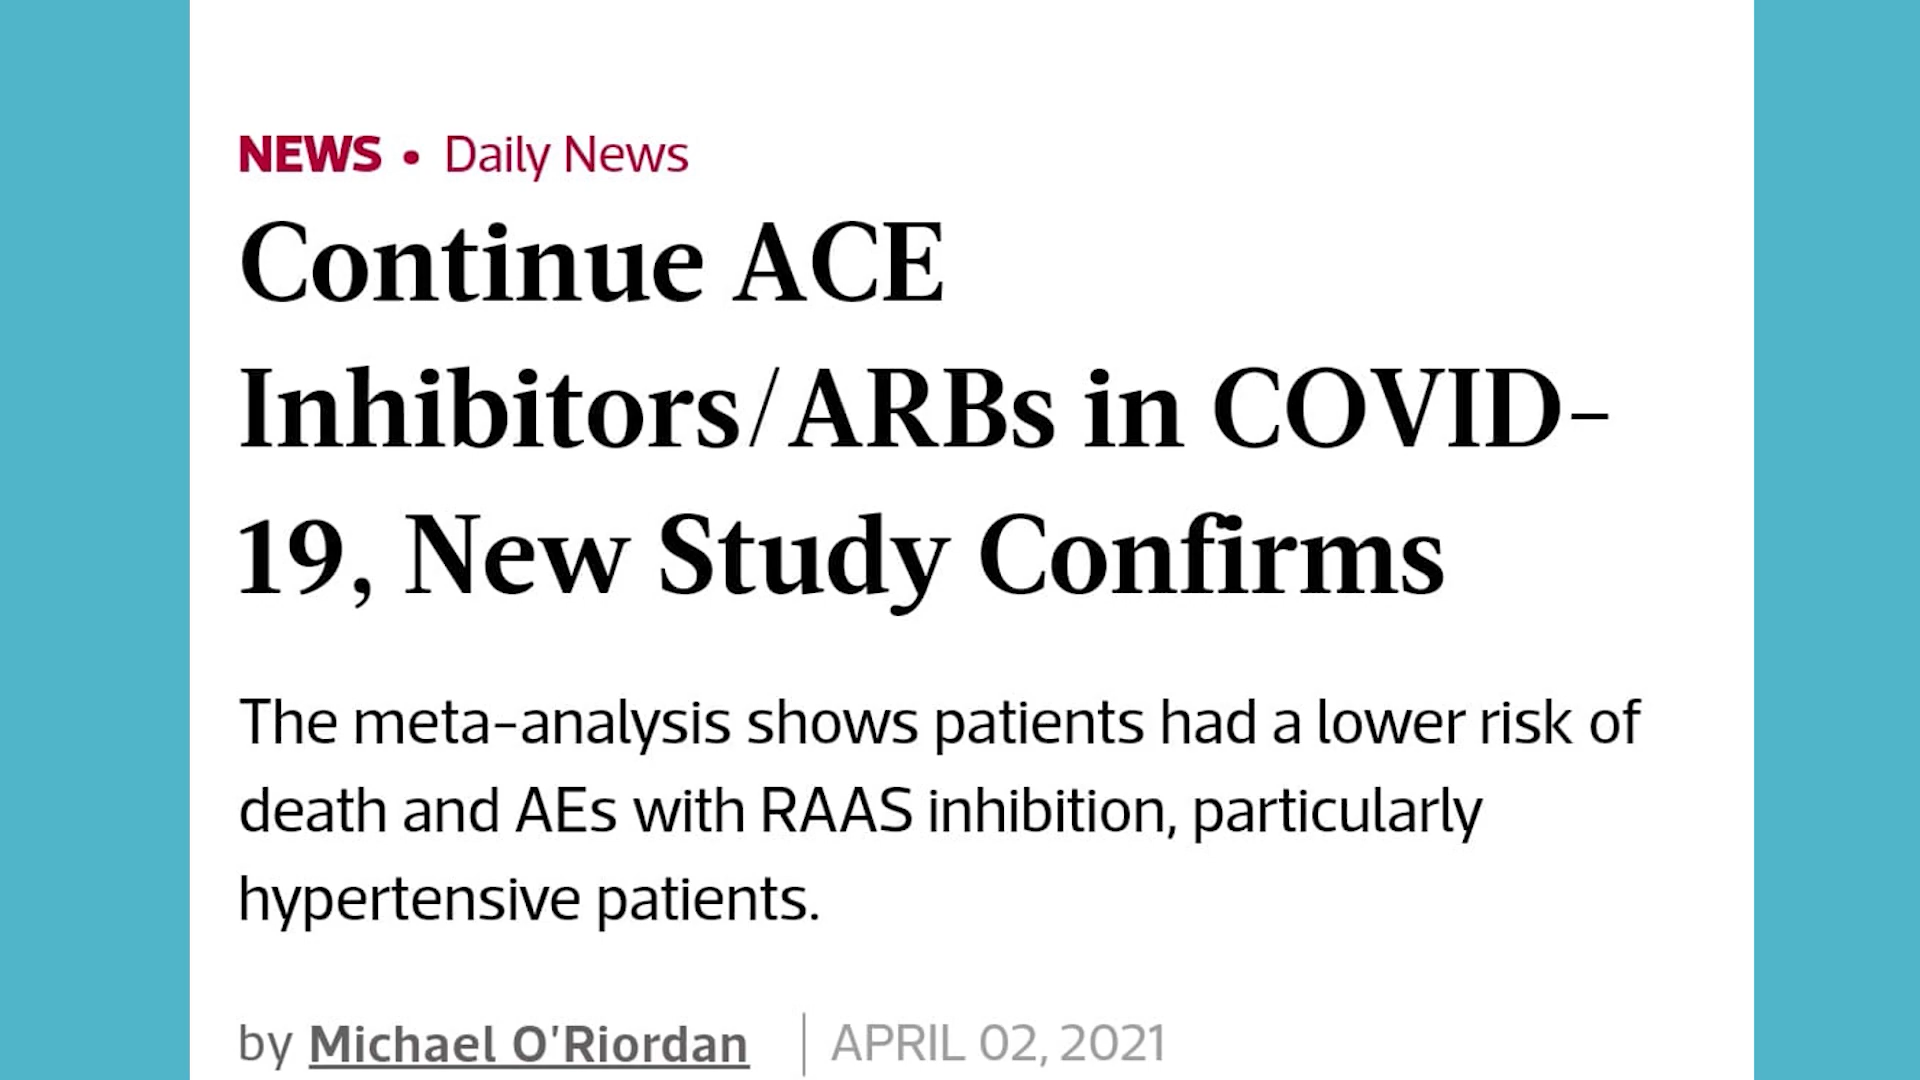 NEWS • Daily News
Continue ACE
Inhibitors/ARBs in COVID-
19, New Study Confirms
The meta-analysis shows patients had a lower risk of
death and AEs with RAAS inhibition, particularly
hypertensive patients.
by Michael O'Riordan | APRIL 02, 2021